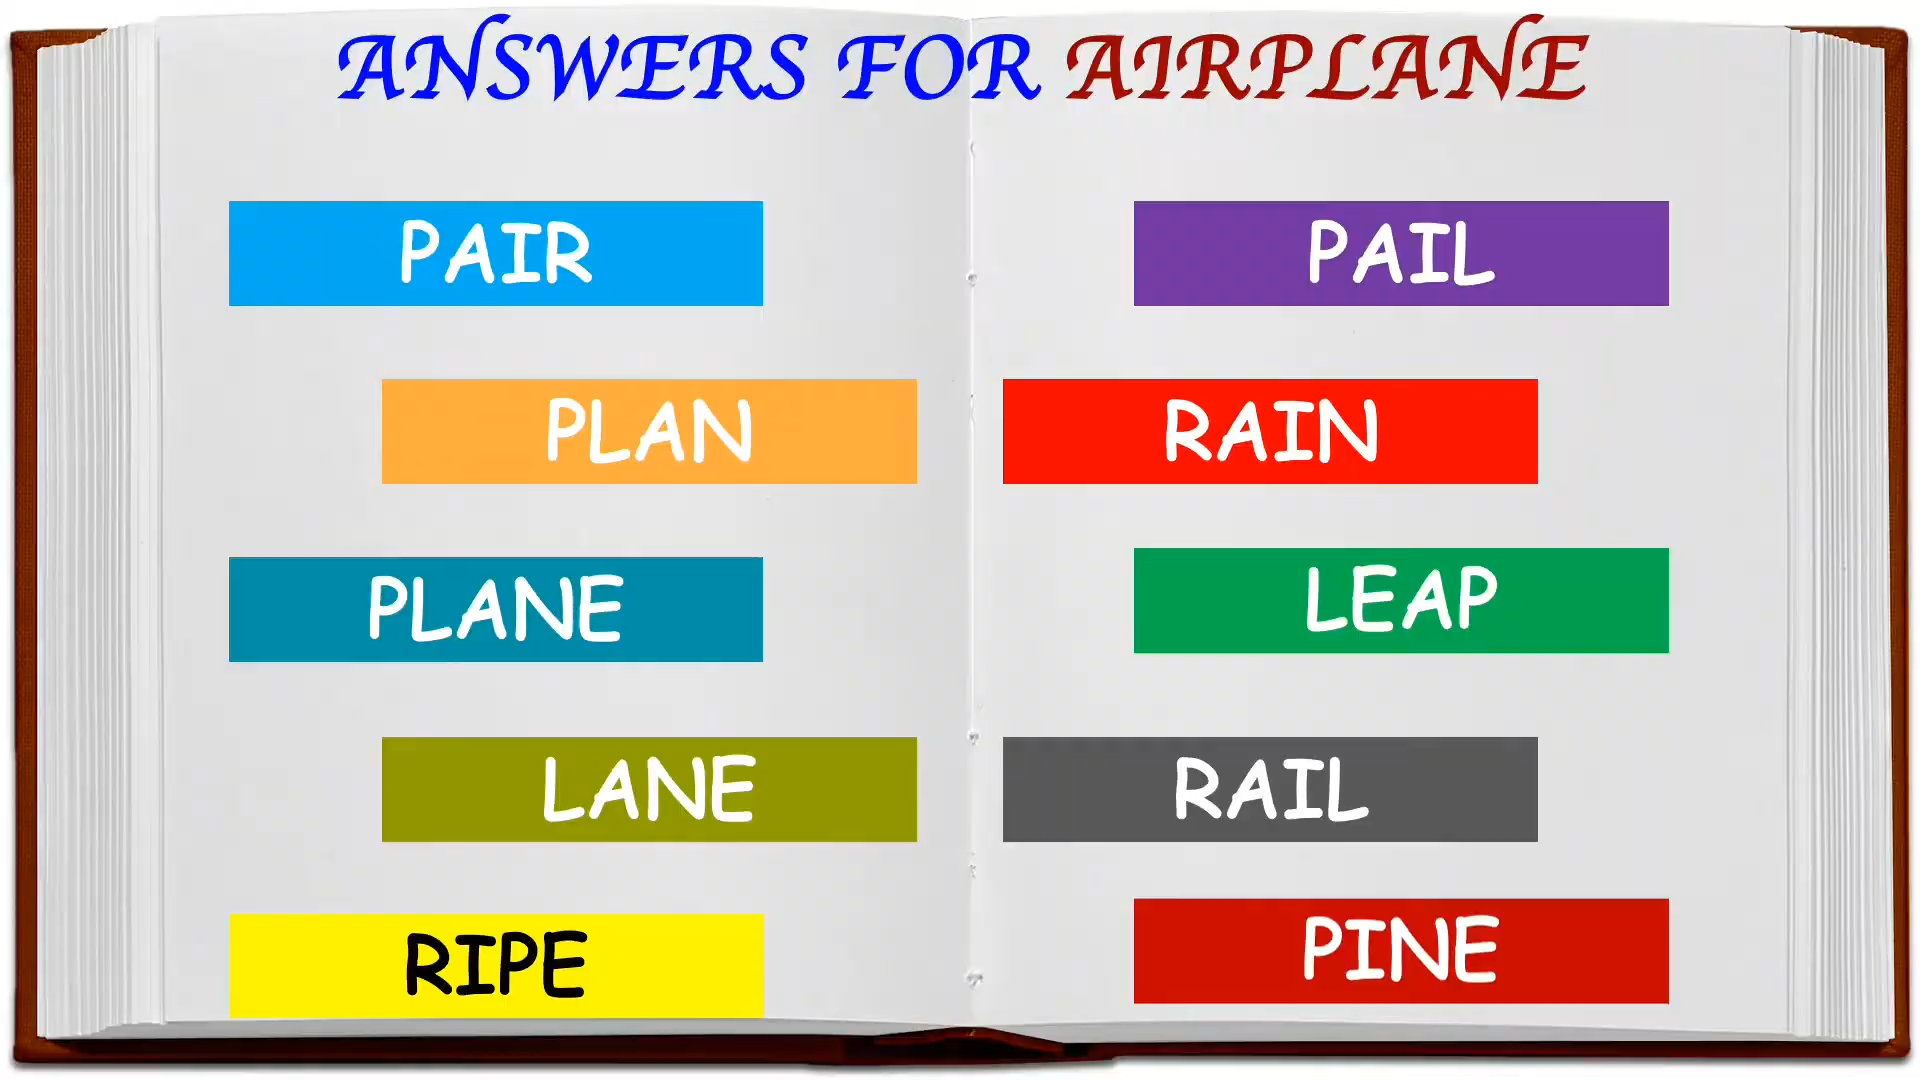 ANSWERS FOR AIRPLANE
PAIR
PLAN
PLANE
LANE
RIPE
PAIL
RAIN
LEAP
RAIL
PINE